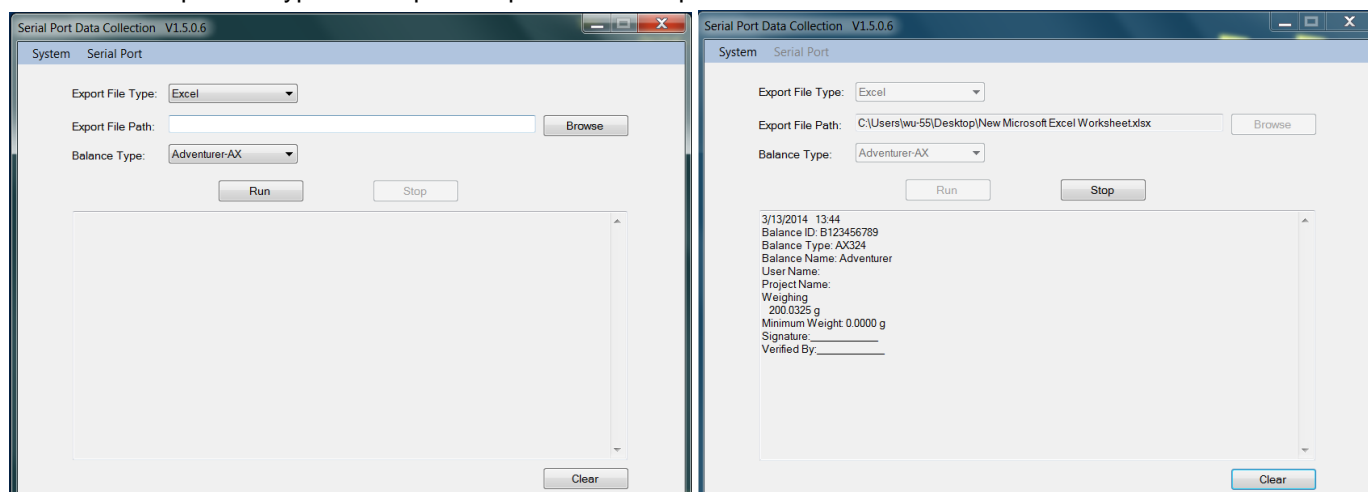 Serial Port Data Collection V1.5.0.6
System Serial Port
Export File Type: Excel
Export File Path: Browse
Balance Type: Adventurer-AX
Run Stop
Clear
Serial Port Data Collection V1.5.0.6
System Serial Port
Export File Type: Excel
Export File Path: C:\Users\wu-55\Desktop\New Microsoft Excel Worksheet.xlsx Browse
Balance Type: Adventurer-AX
Run Stop
3/13/2014 13:44
Balance ID: B123456789
Balance Type: AX324
Balance Name: Adventurer
User Name:
Project Name:
Weighing
200.0325 g
Minimum Weight: 0.0000 g
Signature:____________
Verified By:____________
Clear